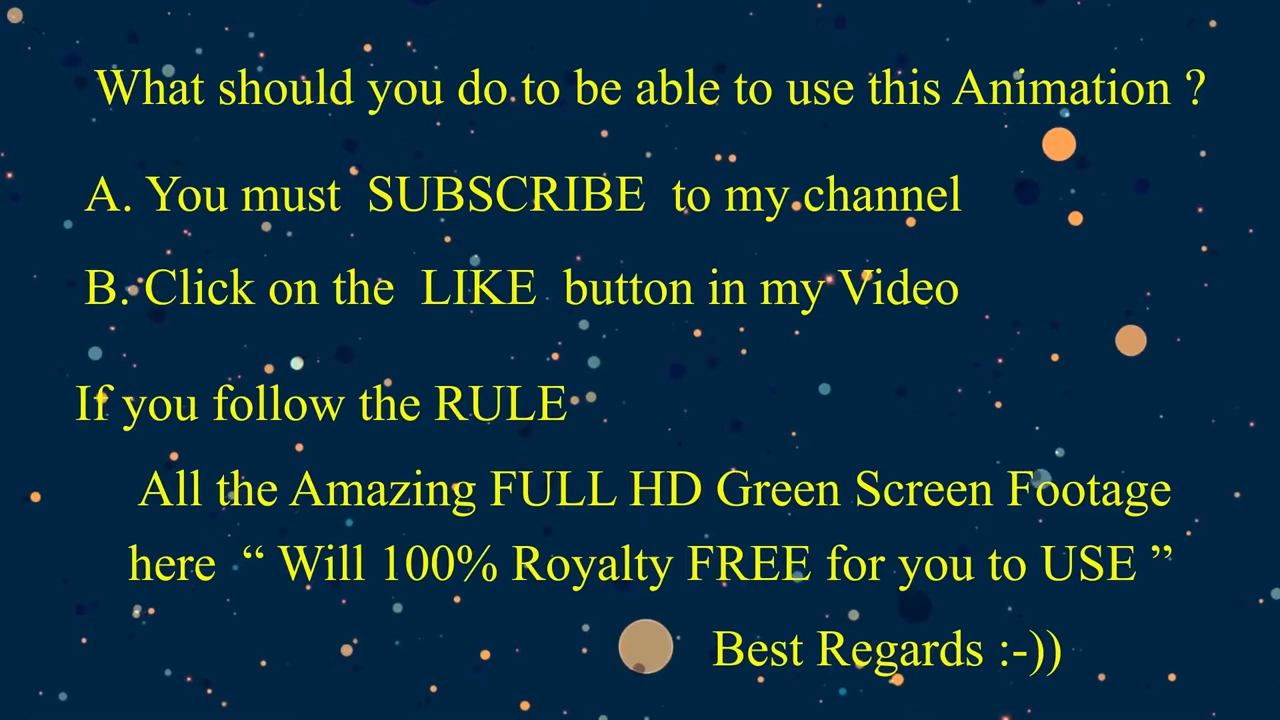 What should you do to be able to use this Animation ?
A. You must SUBSCRIBE to my channel
B. Click on the LIKE button in my Video
If you follow the RULE
All the Amazing FULL HD Green Screen Footage
here “ Will 100% Royalty FREE for you to USE ”
Best Regards :-))